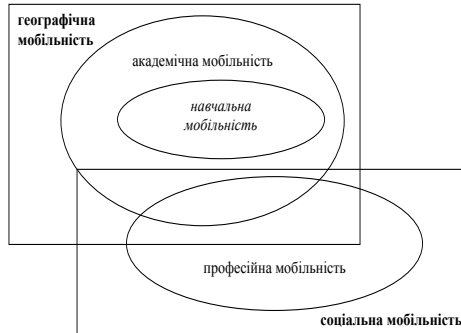 географічна
мобільність
академічна мобільність
навчальна
мобільність
професійна мобільність
соціальна мобільність